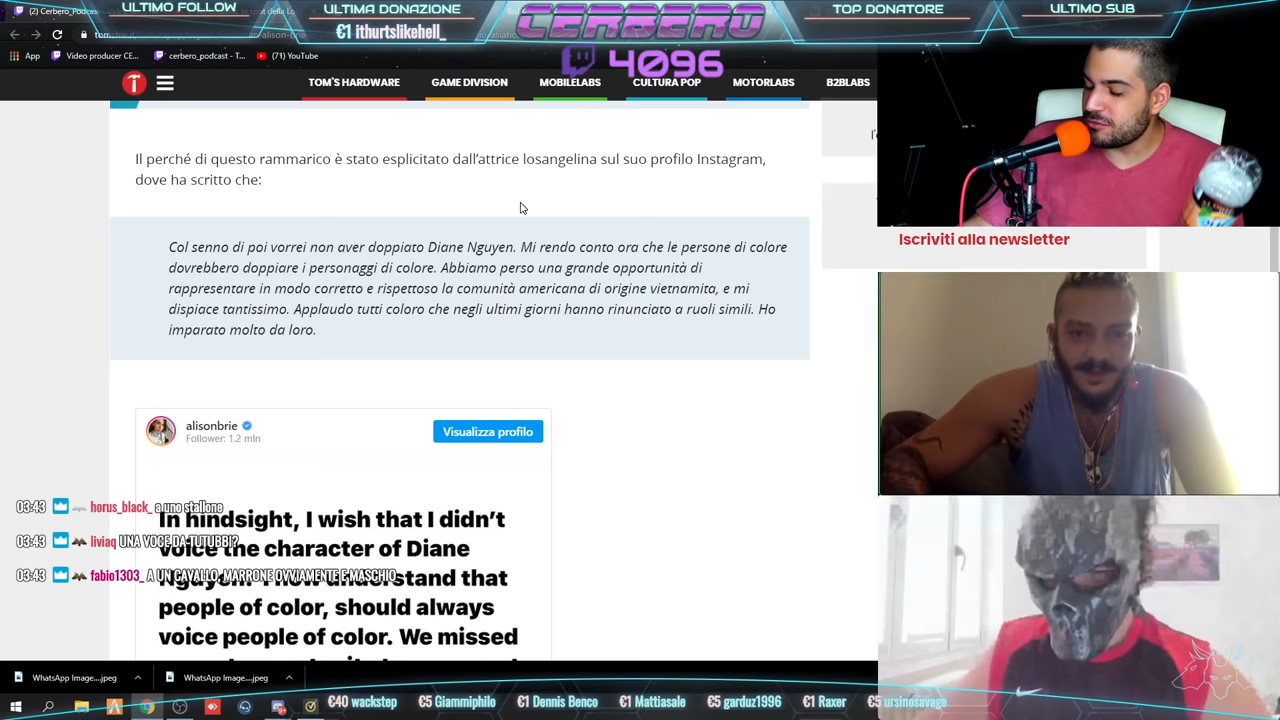 ULTIMO FOLLOW
ULTIMA DONAZIONE
€1 ithurtslikehell_
CERBERO
4096
TOP DONATORE
ULTIMO SUB
(2) Cerbero_Podcas
App
Video producer CE...
cerbero_podcast - T...
(71) YouTube
TOM'S HARDWARE
GAME DIVISION
MOBILELABS
CULTURA POP
MOTORLABS
B2BLABS
Il perché di questo rammarico è stato esplicitato dall'attrice losangelina sul suo profilo Instagram,
dove ha scritto che:
Iscriviti alla newsletter
Col senno di poi vorrei non aver doppiato Diane Nguyen. Mi rendo conto ora che le persone di colore
dovrebbero doppiare i personaggi di colore. Abbiamo perso una grande opportunità di
rappresentare in modo corretto e rispettoso la comunità americana di origine vietnamita, e mi
dispiace tantissimo. Applaudo tutti coloro che negli ultimi giorni hanno rinunciato a ruoli simili. Ho
imparato molto da loro.
alisonbrie
Follower: 1.2 mln
Visualizza profilo
In hindsight, I wish that I didn't
voice the character of Diane
people of color, should always
voice people of color. We missed
03:43 horus_black_ a uno stallone
03:43 liviaq UNA VOCE DA TUTUBBI?
03:43 fabio1303_ A UN CAVALLO, MARRONE OVVIAMENTE E MASCHIO
WhatsApp Image....jpeg
WhatsApp Image....jpeg
€40 wackstep
€5 Giammiphilo
€1 Dennis Benco
€1 Mattiasale
€5 garduz1996
€1 Raxer
€5 ursinosavage